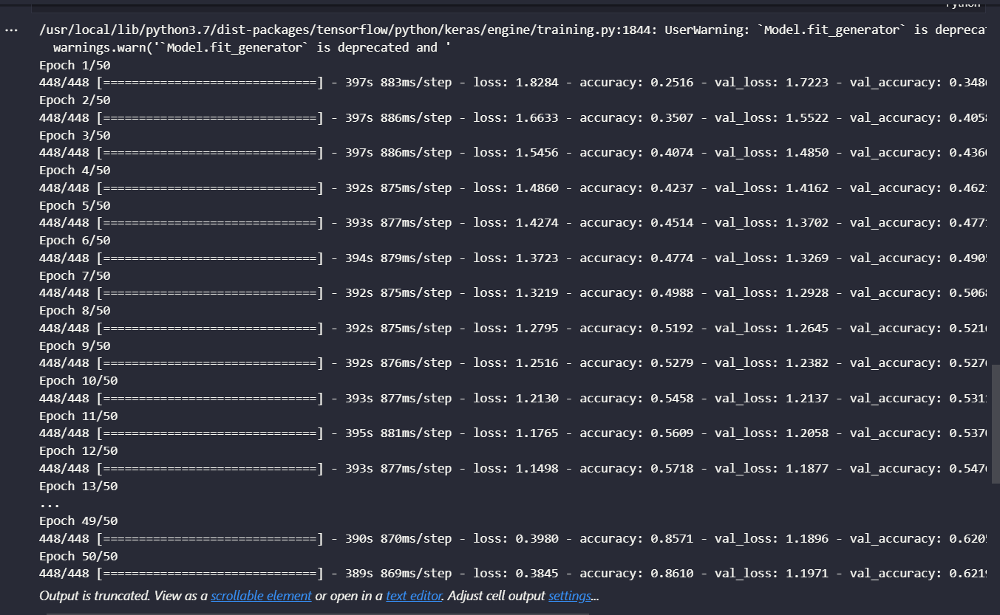 Python
...
/usr/local/lib/python3.7/dist-packages/tensorflow/python/keras/engine/training.py:1844: UserWarning: `Model.fit_generator` is deprecat
warnings.warn('`Model.fit_generator` is deprecated and '
Epoch 1/50
448/448 [==============================] - 397s 883ms/step - loss: 1.8284 - accuracy: 0.2516 - val_loss: 1.7223 - val_accuracy: 0.348
Epoch 2/50
448/448 [==============================] - 397s 886ms/step - loss: 1.6633 - accuracy: 0.3507 - val_loss: 1.5522 - val_accuracy: 0.405
Epoch 3/50
448/448 [==============================] - 397s 886ms/step - loss: 1.5456 - accuracy: 0.4074 - val_loss: 1.4850 - val_accuracy: 0.436
Epoch 4/50
448/448 [==============================] - 392s 875ms/step - loss: 1.4860 - accuracy: 0.4237 - val_loss: 1.4162 - val_accuracy: 0.462
Epoch 5/50
448/448 [==============================] - 393s 877ms/step - loss: 1.4274 - accuracy: 0.4514 - val_loss: 1.3702 - val_accuracy: 0.477
Epoch 6/50
448/448 [==============================] - 394s 879ms/step - loss: 1.3723 - accuracy: 0.4774 - val_loss: 1.3269 - val_accuracy: 0.490
Epoch 7/50
448/448 [==============================] - 392s 875ms/step - loss: 1.3219 - accuracy: 0.4988 - val_loss: 1.2928 - val_accuracy: 0.506
Epoch 8/50
448/448 [==============================] - 392s 875ms/step - loss: 1.2795 - accuracy: 0.5192 - val_loss: 1.2645 - val_accuracy: 0.521
Epoch 9/50
448/448 [==============================] - 392s 876ms/step - loss: 1.2516 - accuracy: 0.5279 - val_loss: 1.2382 - val_accuracy: 0.527
Epoch 10/50
448/448 [==============================] - 393s 877ms/step - loss: 1.2130 - accuracy: 0.5458 - val_loss: 1.2137 - val_accuracy: 0.531
Epoch 11/50
448/448 [==============================] - 395s 881ms/step - loss: 1.1765 - accuracy: 0.5609 - val_loss: 1.2058 - val_accuracy: 0.537
Epoch 12/50
448/448 [==============================] - 393s 877ms/step - loss: 1.1498 - accuracy: 0.5718 - val_loss: 1.1877 - val_accuracy: 0.547
Epoch 13/50
...
Epoch 49/50
448/448 [==============================] - 390s 870ms/step - loss: 0.3980 - accuracy: 0.8571 - val_loss: 1.1896 - val_accuracy: 0.620
Epoch 50/50
448/448 [==============================] - 389s 869ms/step - loss: 0.3845 - accuracy: 0.8610 - val_loss: 1.1971 - val_accuracy: 0.621
Output is truncated. View as a scrollable element or open in a text editor. Adjust cell output settings...